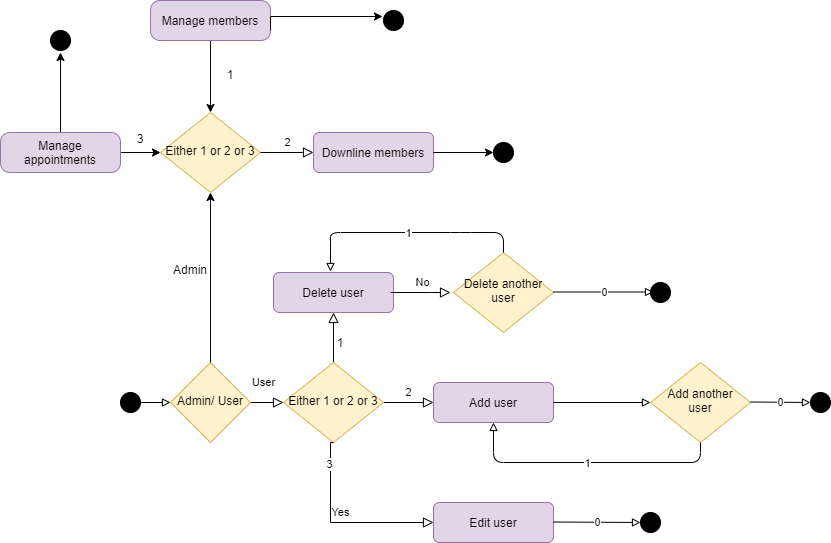 Manage members
1
3
Manage
appointments
Either 1 or 2 or 3
2
Downline members
Admin
1
Delete user
No
Delete another
user
0
1
User
Admin/ User
Either 1 or 2 or 3
2
Add user
Add another
user
0
3
1
Yes
Edit user
0